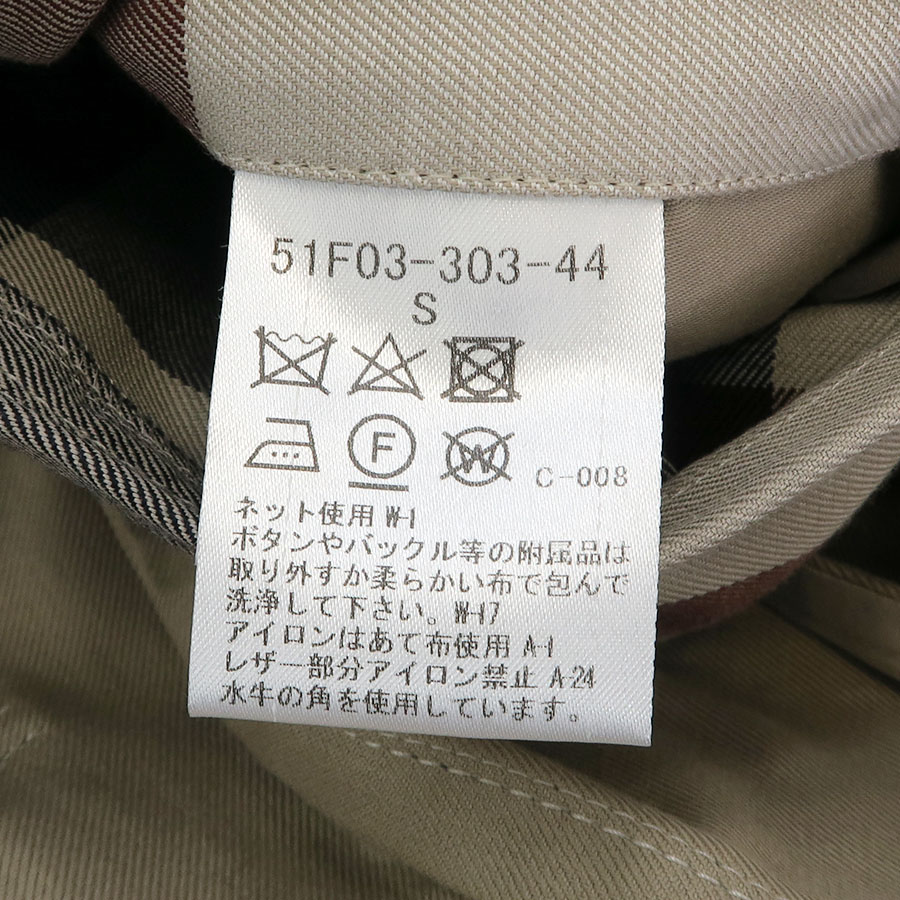 51F03-303-44
S
F
W
C-008
ネット使用 W-1
ボタンやバックル等の附属品は
取り外すか柔らかい布で包んで
洗浄して下さい。W-17
アイロンはあて布使用 A-1
レザー部分アイロン禁止 A-24
水牛の角を使用しています。